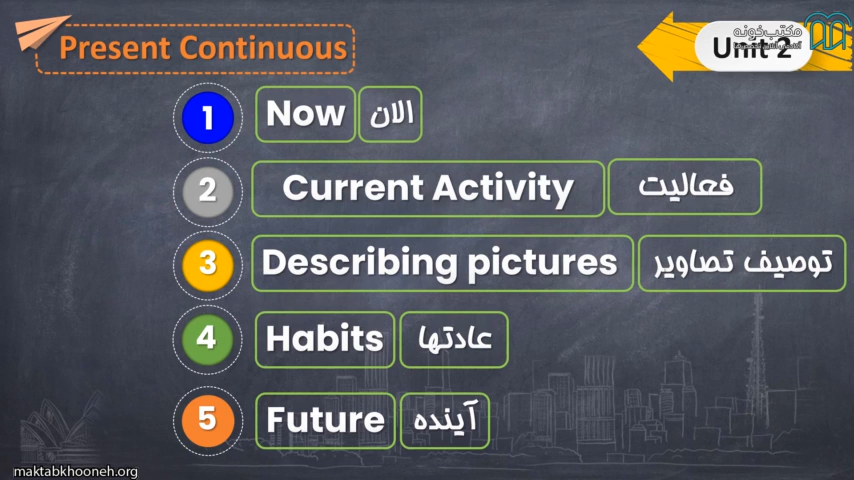 Present Continuous
Unit 2
مکتب‌خونه
1 Now الان
2 Current Activity فعالیت
3 Describing pictures توصیف تصاویر
4 Habits عادتها
5 Future آینده
maktabkhooneh.org